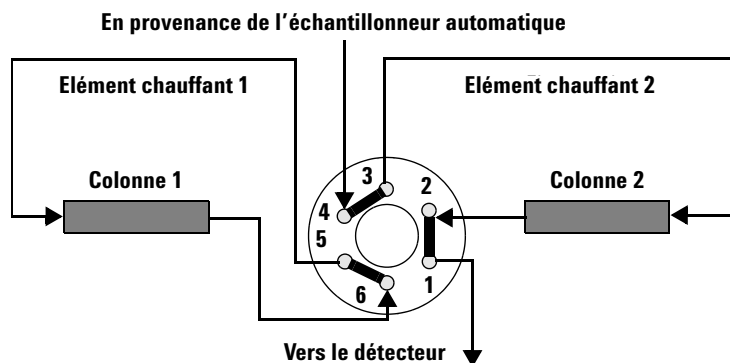 En provenance de l'échantillonneur automatique
Elément chauffant 1
Elément chauffant 2
Colonne 1
3
2
Colonne 2
4
5
6
1
Vers le détecteur